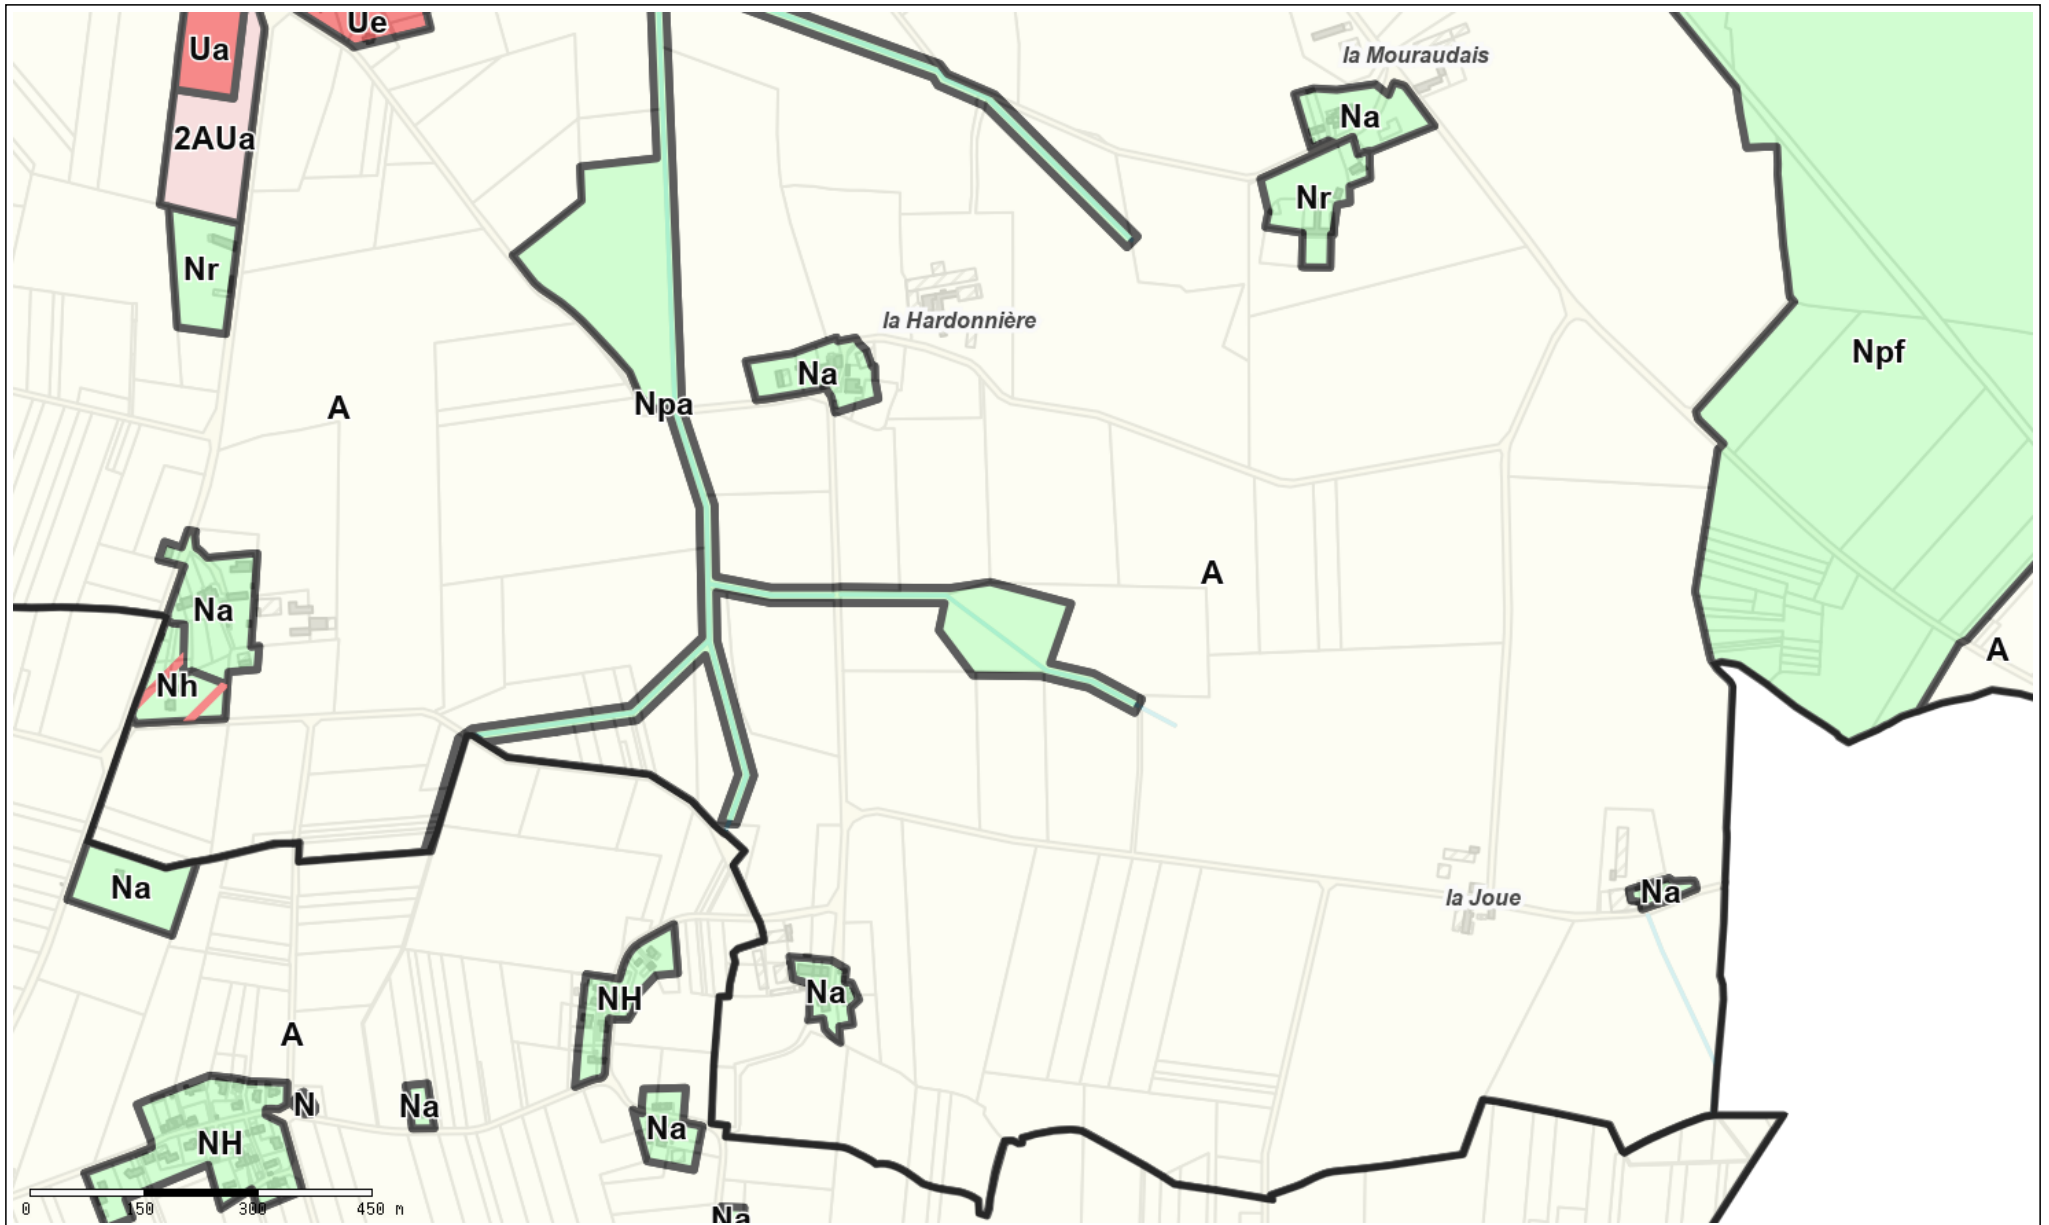 Ue
Ua
la Mouraudais
Na
2AUa
Nr
Nr
la Hardonnière
Npf
Na
Npa
A
A
Na
A
Nh
Na
Na
la Joue
Na
NH
A
N
Na
Na
NH
0 150 300 450 m
Na